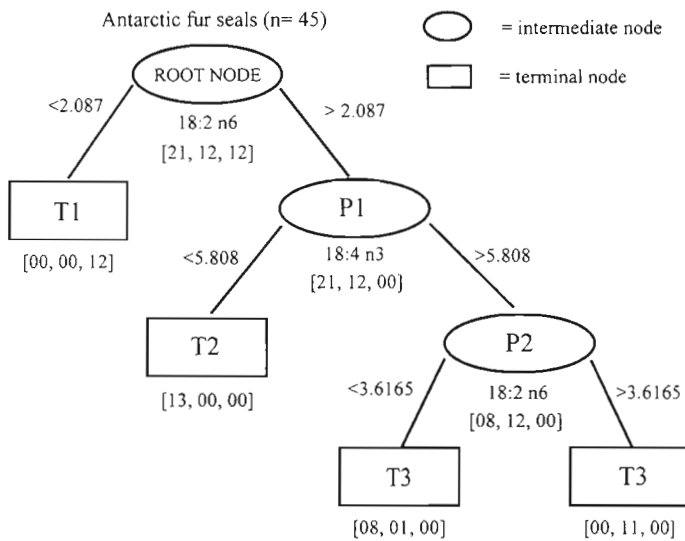 Antarctic fur seals (n= 45)
= intermediate node
ROOT NODE
= terminal node
<2.087
> 2.087
18:2 n6
[21, 12, 12]
T1
P1
[00, 00, 12]
<5.808
18:4 n3
>5.808
[21, 12, 00}
T2
P2
[13, 00, 00]
<3.6165
18:2 n6
>3.6165
[08, 12, 00}
T3
T3
[08, 01, 00]
[00, 11, 00]